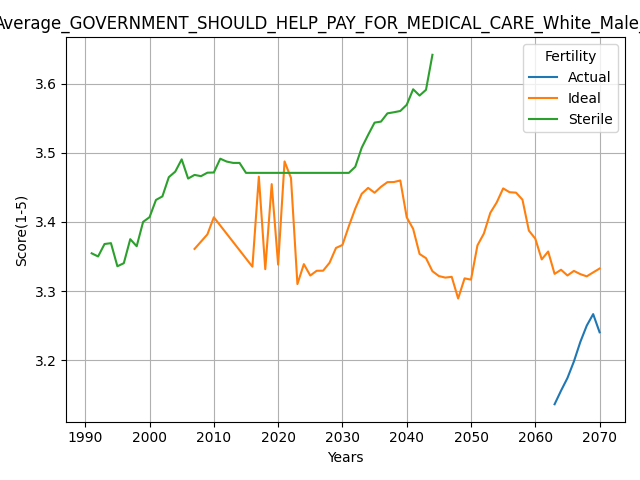 Average_GOVERNMENT_SHOULD_HELP_PAY_FOR_MEDICAL_CARE_White_Male_
Fertility
Actual
Ideal
Sterile
Score(1-5)
3.6
3.5
3.4
3.3
3.2
1990 2000 2010 2020 2030 2040 2050 2060 2070
Years